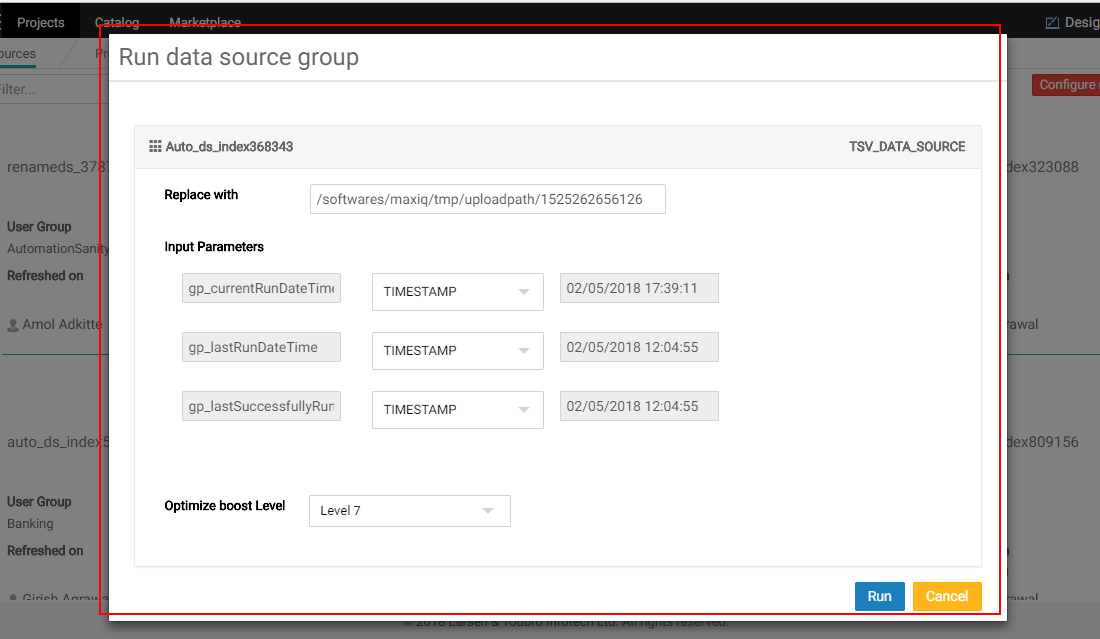 Projects Catalog Marketplace Desig
ources Pr
Filter... Configure
Run data source group
Auto_ds_index368343 TSV_DATA_SOURCE
renameds_3787 dex323088
Replace with /softwares/maxiq/tmp/uploadpath/1525262656126
User Group
AutomationSanity
Input Parameters
Refreshed on
gp_currentRunDateTime TIMESTAMP 02/05/2018 17:39:11
Amol Adkitte rawal
gp_lastRunDateTime TIMESTAMP 02/05/2018 12:04:55
gp_lastSuccessfullyRun TIMESTAMP 02/05/2018 12:04:55
auto_ds_index5 dex809156
User Group
Optimize boost Level Level 7
Banking
Refreshed on
Girish Agrawa rawal
Run Cancel
© 2018 Larsen & Toubro Infotech Ltd. All rights reserved.